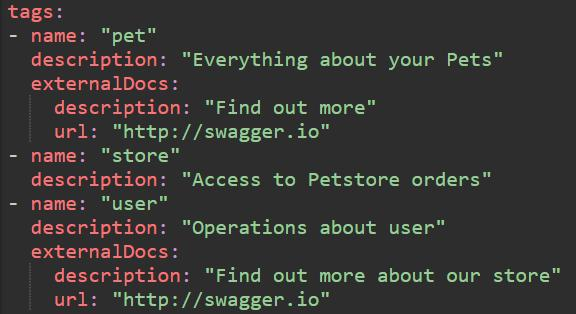 tags:
- name: "pet"
  description: "Everything about your Pets"
  externalDocs:
    description: "Find out more"
    url: "http://swagger.io"
- name: "store"
  description: "Access to Petstore orders"
- name: "user"
  description: "Operations about user"
  externalDocs:
    description: "Find out more about our store"
    url: "http://swagger.io"